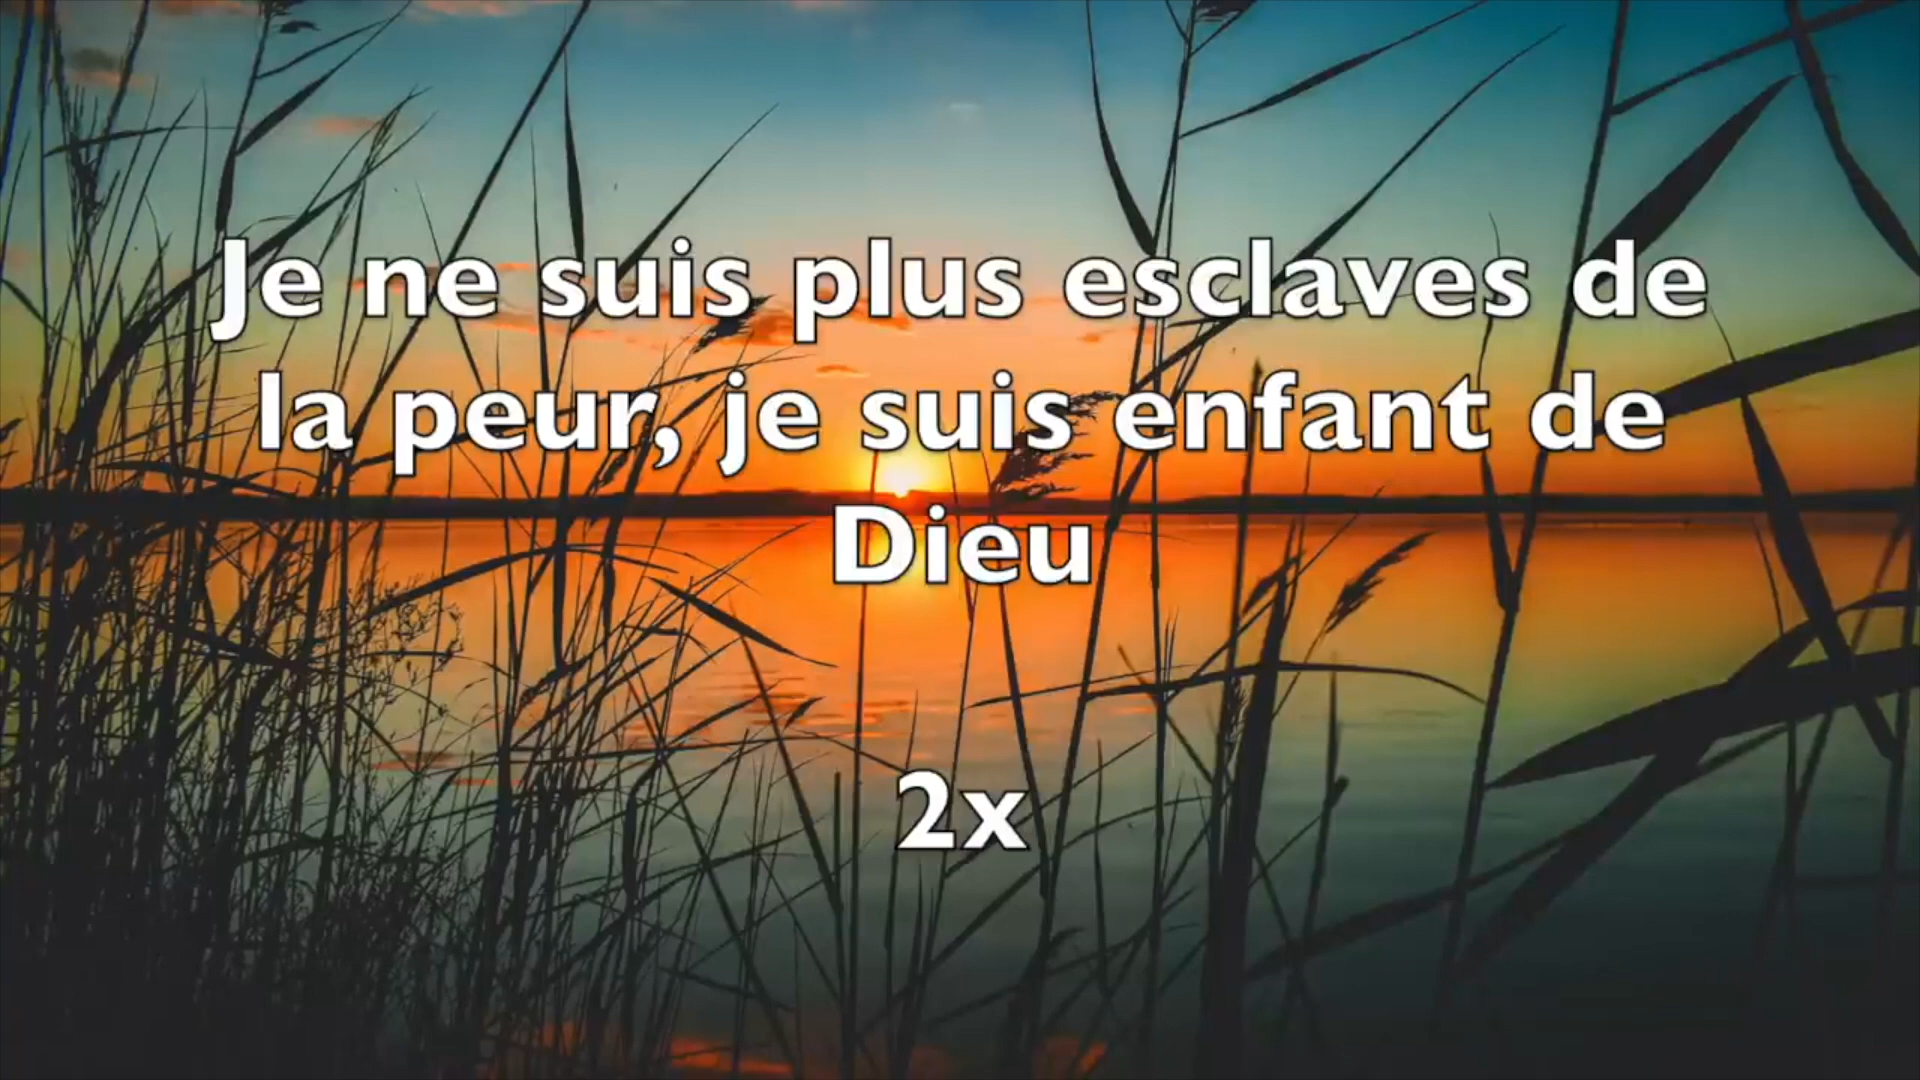 Je ne suis plus esclaves de
la peur, je suis enfant de
Dieu
2x